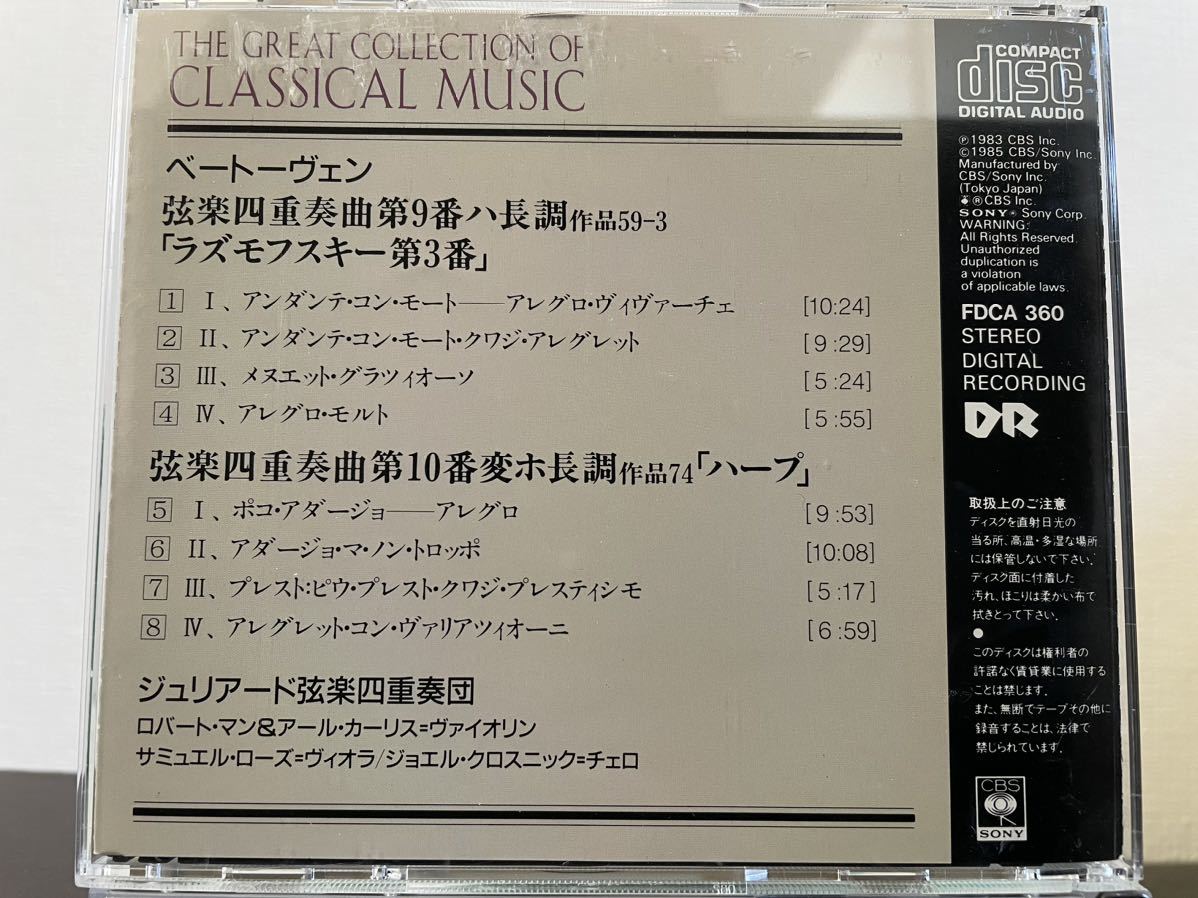 THE GREAT COLLECTION OF
CLASSICAL MUSIC
ベートーヴェン
弦楽四重奏曲第9番ハ長調作品59-3
「ラズモフスキー第3番」
1 I、アンダンテ・コン・モート——アレグロ・ヴィヴァーチェ [10:24]
2 II、アンダンテ・コン・モート・クワジ・アレグレット [9:29]
3 III、メヌエット・グラツィオーソ [5:24]
4 IV、アレグロ・モルト [5:55]
弦楽四重奏曲第10番変ホ長調作品74「ハープ」
5 I、ポコ・アダージョ——アレグロ [9:53]
6 II、アダージョ・マ・ノン・トロッポ [10:08]
7 III、プレスト:ピウ・プレスト・クワジ・プレスティシモ [5:17]
8 IV、アレグレット・コン・ヴァリアツィオーニ [6:59]
ジュリアード弦楽四重奏団
ロバート・マン&アール・カーリス=ヴァイオリン
サミュエル・ローズ=ヴィオラ/ジョエル・クロスニック=チェロ
COMPACT
disc
DIGITAL AUDIO
Ⓟ1983 CBS Inc.
©1985 CBS/Sony Inc.
Manufactured by
CBS/Sony Inc.
(Tokyo Japan)
®CBS Inc.
SONY® Sony Corp.
WARNING:
All Rights Reserved.
Unauthorized
duplication is
a violation
of applicable laws.
FDCA 360
STEREO
DIGITAL
RECORDING
DR
取扱上のご注意
ディスクを直射日光の
当る所、高温・多湿な場所
には保管しないで下さい。
ディスク面に付着した
汚れ、ほこりは柔かい布で
拭きとって下さい。
●
このディスクは権利者の
許諾なく賃貸業に使用する
ことは禁じます。
また、無断でテープその他に
録音することは、法律で
禁じられています。
CBS
SONY